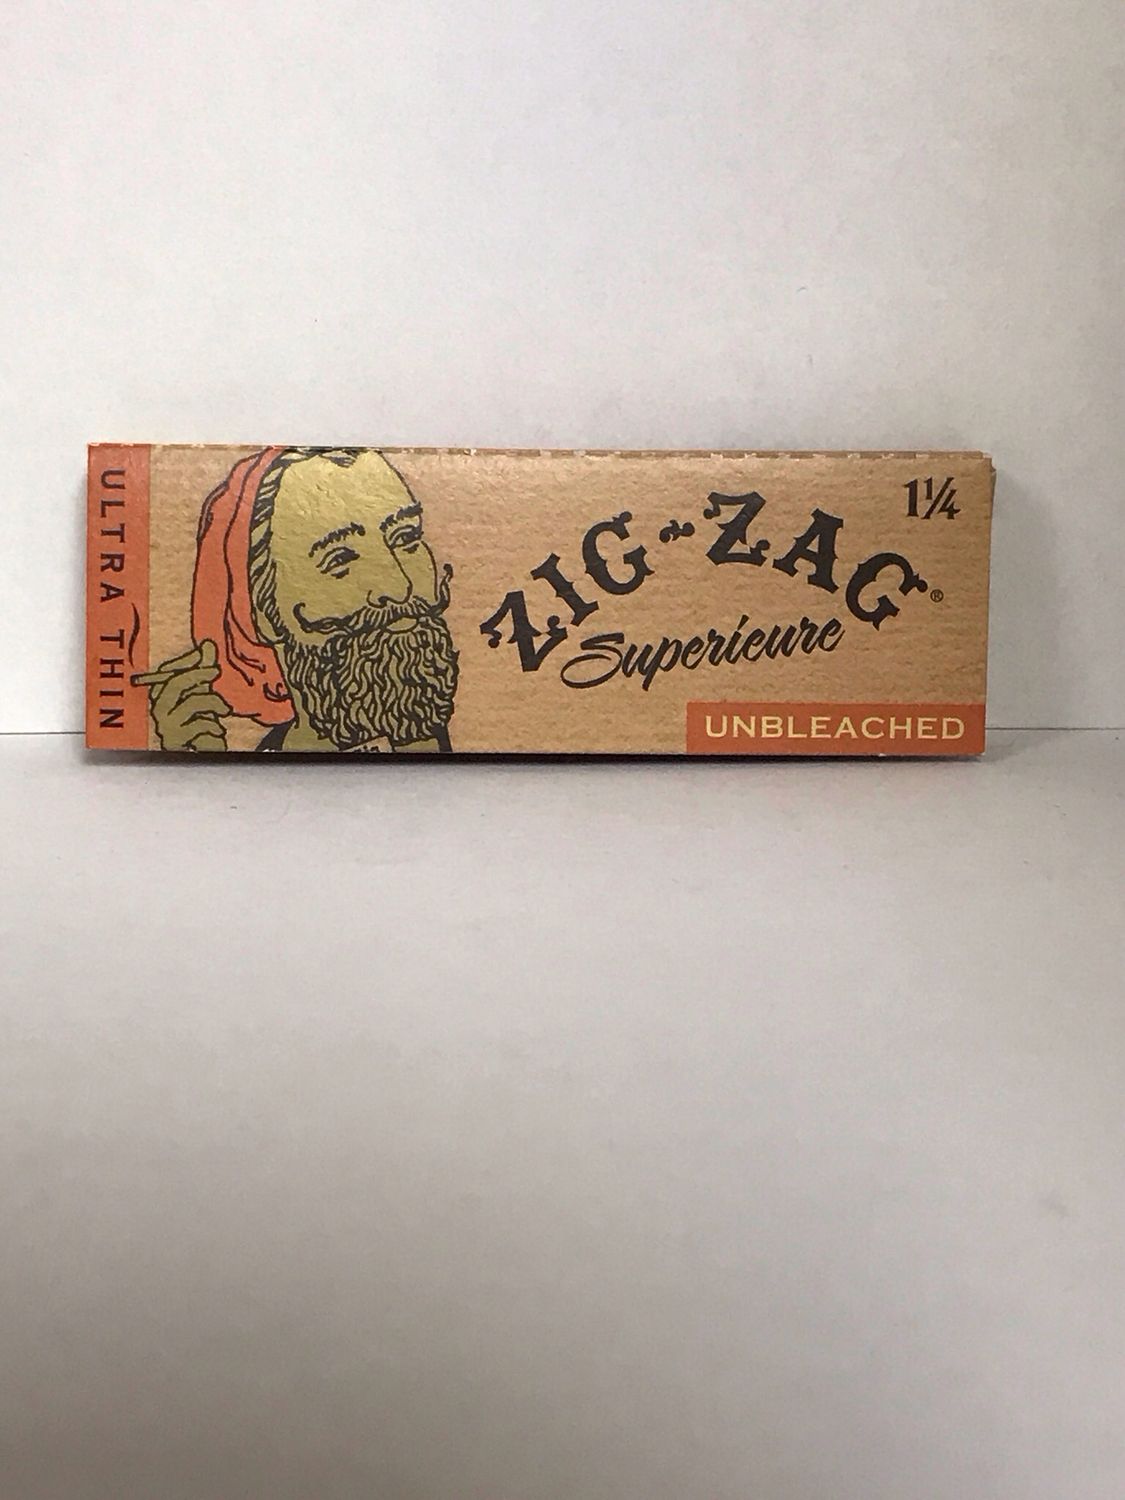 ULTRA THIN
1¼
ZIG-ZAG®
Superieure
UNBLEACHED